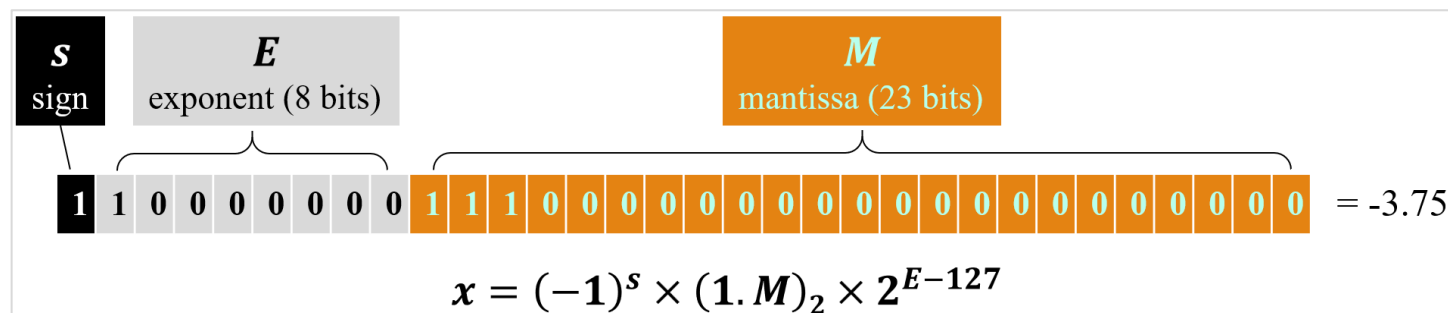 s
sign
E
exponent (8 bits)
M
mantissa (23 bits)
1 1 0 0 0 0 0 0 0 1 1 1 0 0 0 0 0 0 0 0 0 0 0 0 0 0 0 0 0 0 0 0 = -3.75
x = (−1)^s × (1.M)₂ × 2^{E−127}